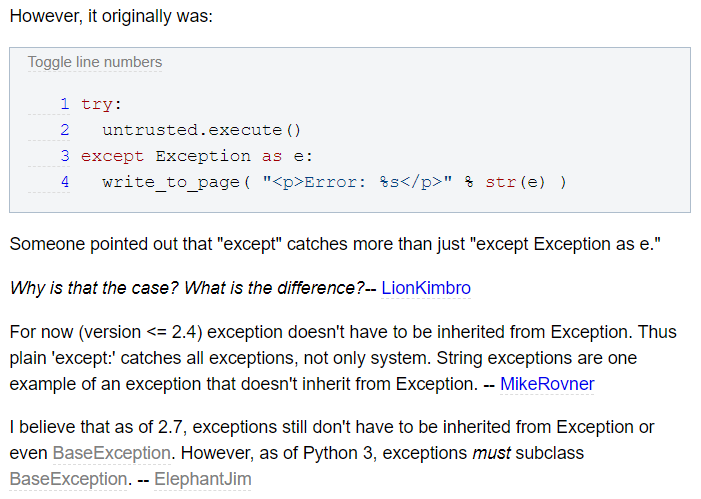 However, it originally was:
Toggle line numbers
1 try:
2   untrusted.execute()
3 except Exception as e:
4   write_to_page( "<p>Error: %s</p>" % str(e) )
Someone pointed out that "except" catches more than just "except Exception as e."
Why is that the case? What is the difference?-- LionKimbro
For now (version <= 2.4) exception doesn't have to be inherited from Exception. Thus
plain 'except:' catches all exceptions, not only system. String exceptions are one
example of an exception that doesn't inherit from Exception. -- MikeRovner
I believe that as of 2.7, exceptions still don't have to be inherited from Exception or
even BaseException. However, as of Python 3, exceptions must subclass
BaseException. -- ElephantJim